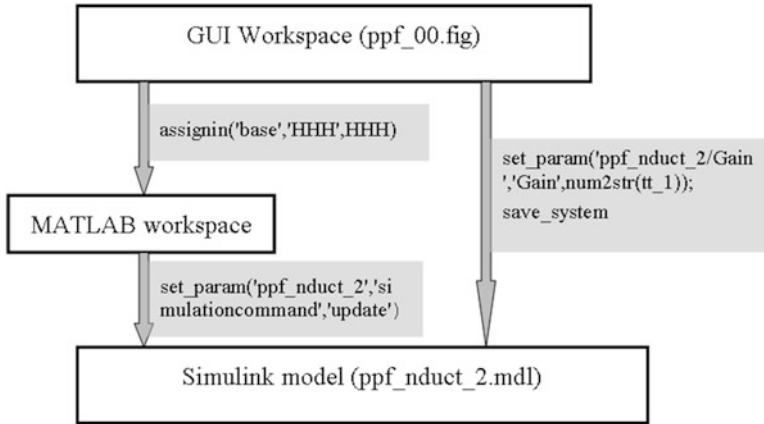 GUI Workspace (ppf_00.fig)
assignin('base','HHH',HHH)
set_param('ppf_nduct_2/Gain
','Gain',num2str(tt_1));
save_system
MATLAB workspace
set_param('ppf_nduct_2','si
mulationcommand','update')
Simulink model (ppf_nduct_2.mdl)